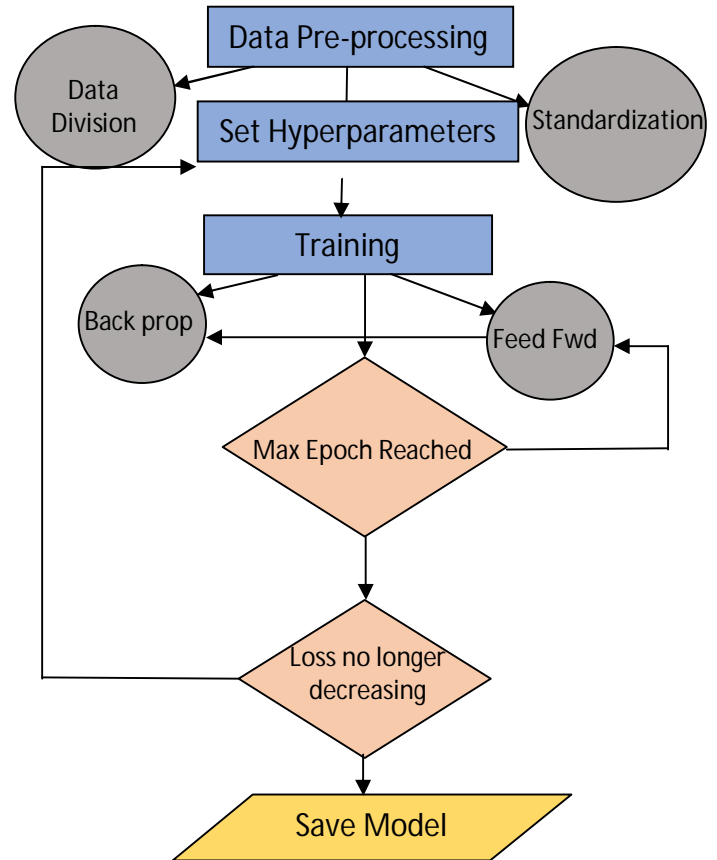 Data Pre-processing
Data
Division
Set Hyperparameters
Standardization
Training
Back prop
Feed Fwd
Max Epoch Reached
Loss no longer
decreasing
Save Model